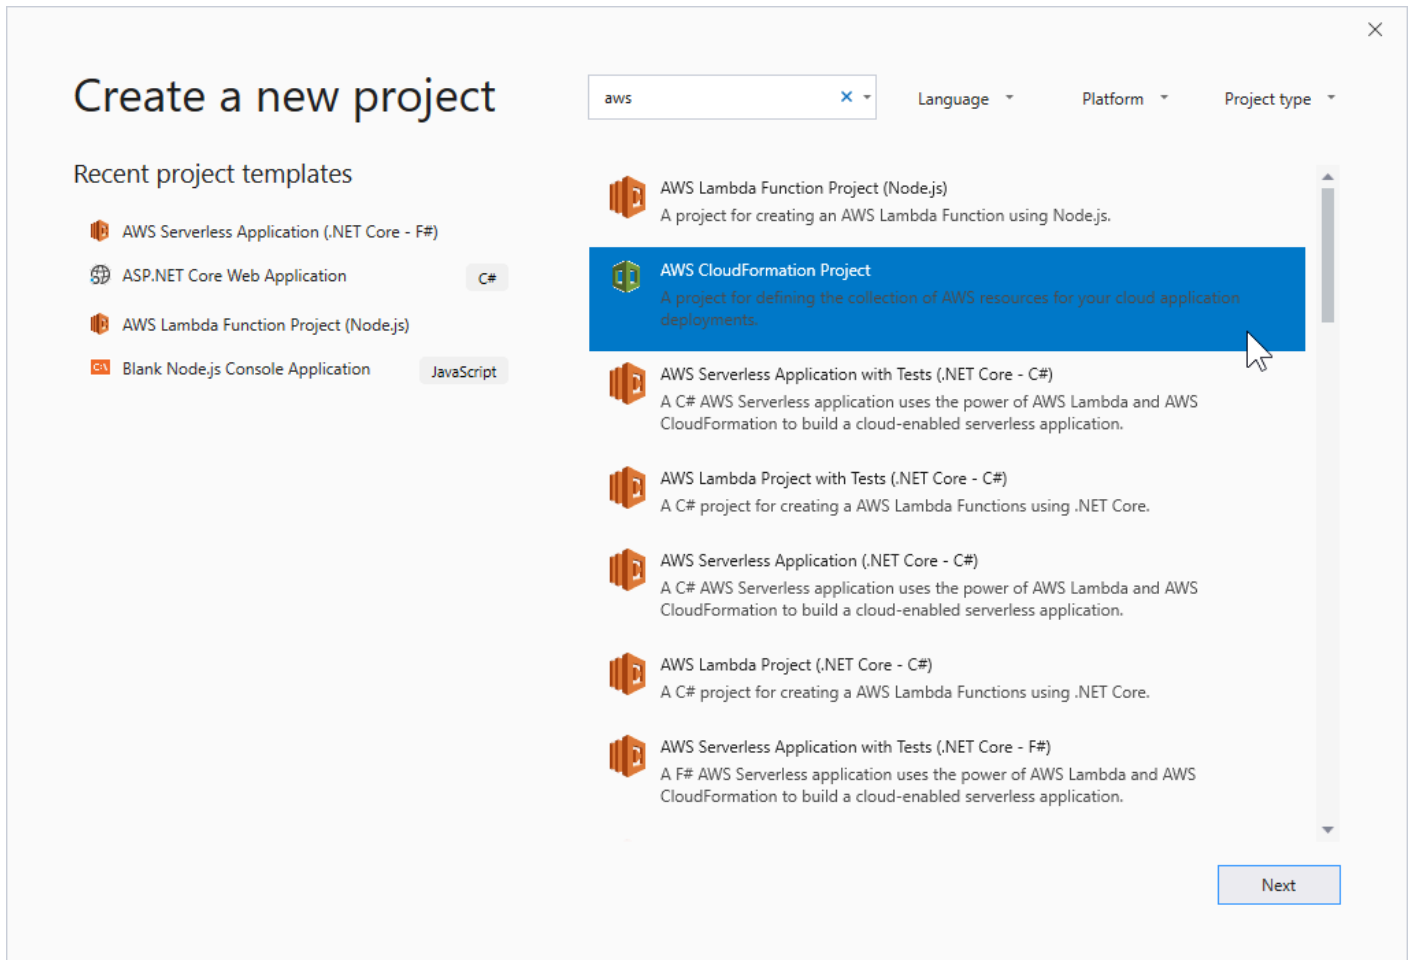 Create a new project
aws
Language
Platform
Project type
Recent project templates
AWS Serverless Application (.NET Core - F#)
ASP.NET Core Web Application
C#
AWS Lambda Function Project (Node.js)
Blank Node.js Console Application
JavaScript
AWS Lambda Function Project (Node.js)
A project for creating an AWS Lambda Function using Node.js.
AWS CloudFormation Project
A project for defining the collection of AWS resources for your cloud application
deployments.
AWS Serverless Application with Tests (.NET Core - C#)
A C# AWS Serverless application uses the power of AWS Lambda and AWS
CloudFormation to build a cloud-enabled serverless application.
AWS Lambda Project with Tests (.NET Core - C#)
A C# project for creating a AWS Lambda Functions using .NET Core.
AWS Serverless Application (.NET Core - C#)
A C# AWS Serverless application uses the power of AWS Lambda and AWS
CloudFormation to build a cloud-enabled serverless application.
AWS Lambda Project (.NET Core - C#)
A C# project for creating a AWS Lambda Functions using .NET Core.
AWS Serverless Application with Tests (.NET Core - F#)
A F# AWS Serverless application uses the power of AWS Lambda and AWS
CloudFormation to build a cloud-enabled serverless application.
Next